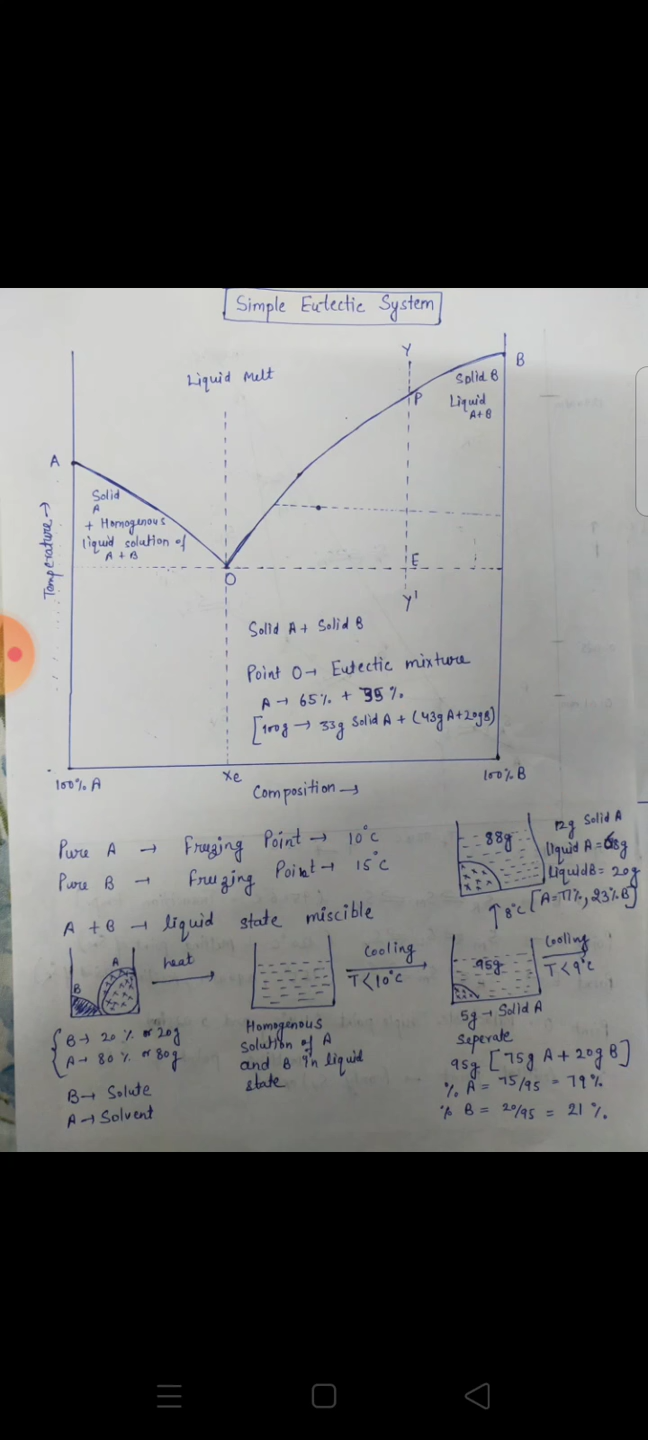 Simple Eutectic System
Y
B
Liquid Melt
Solid B
P
Liquid
A+B
A
Solid
A
+ Homogenous
liquid solution of
A + B
Temperature →
O
E
Y'
Solid A + Solid B
Point O → Eutectic mixture
A → 65% + 35%
[100g → 33g Solid A + (43g A+20g B)
100% A
Xe
100% B
Composition →
Pure A → Frezing Point → 10°C
Pure B → Freezing Point → 15°C
A + B → liquid state miscible
88g
12g Solid A
liquid A = 68g
liquid B = 20g
[A=77%, 23% B]
↑ 8°C
B
A
heat
Cooling
T < 10°C
95g
Cooling
T < 9°C
{ B → 20% or 20g
A → 80% or 80g
B → Solute
A → Solvent
Homogenous
Solution of A
and B in liquid
state
5g → Solid A
Seperate
95g [75g A + 20g B]
% A = 75/95 = 79%
% B = 20/95 = 21%